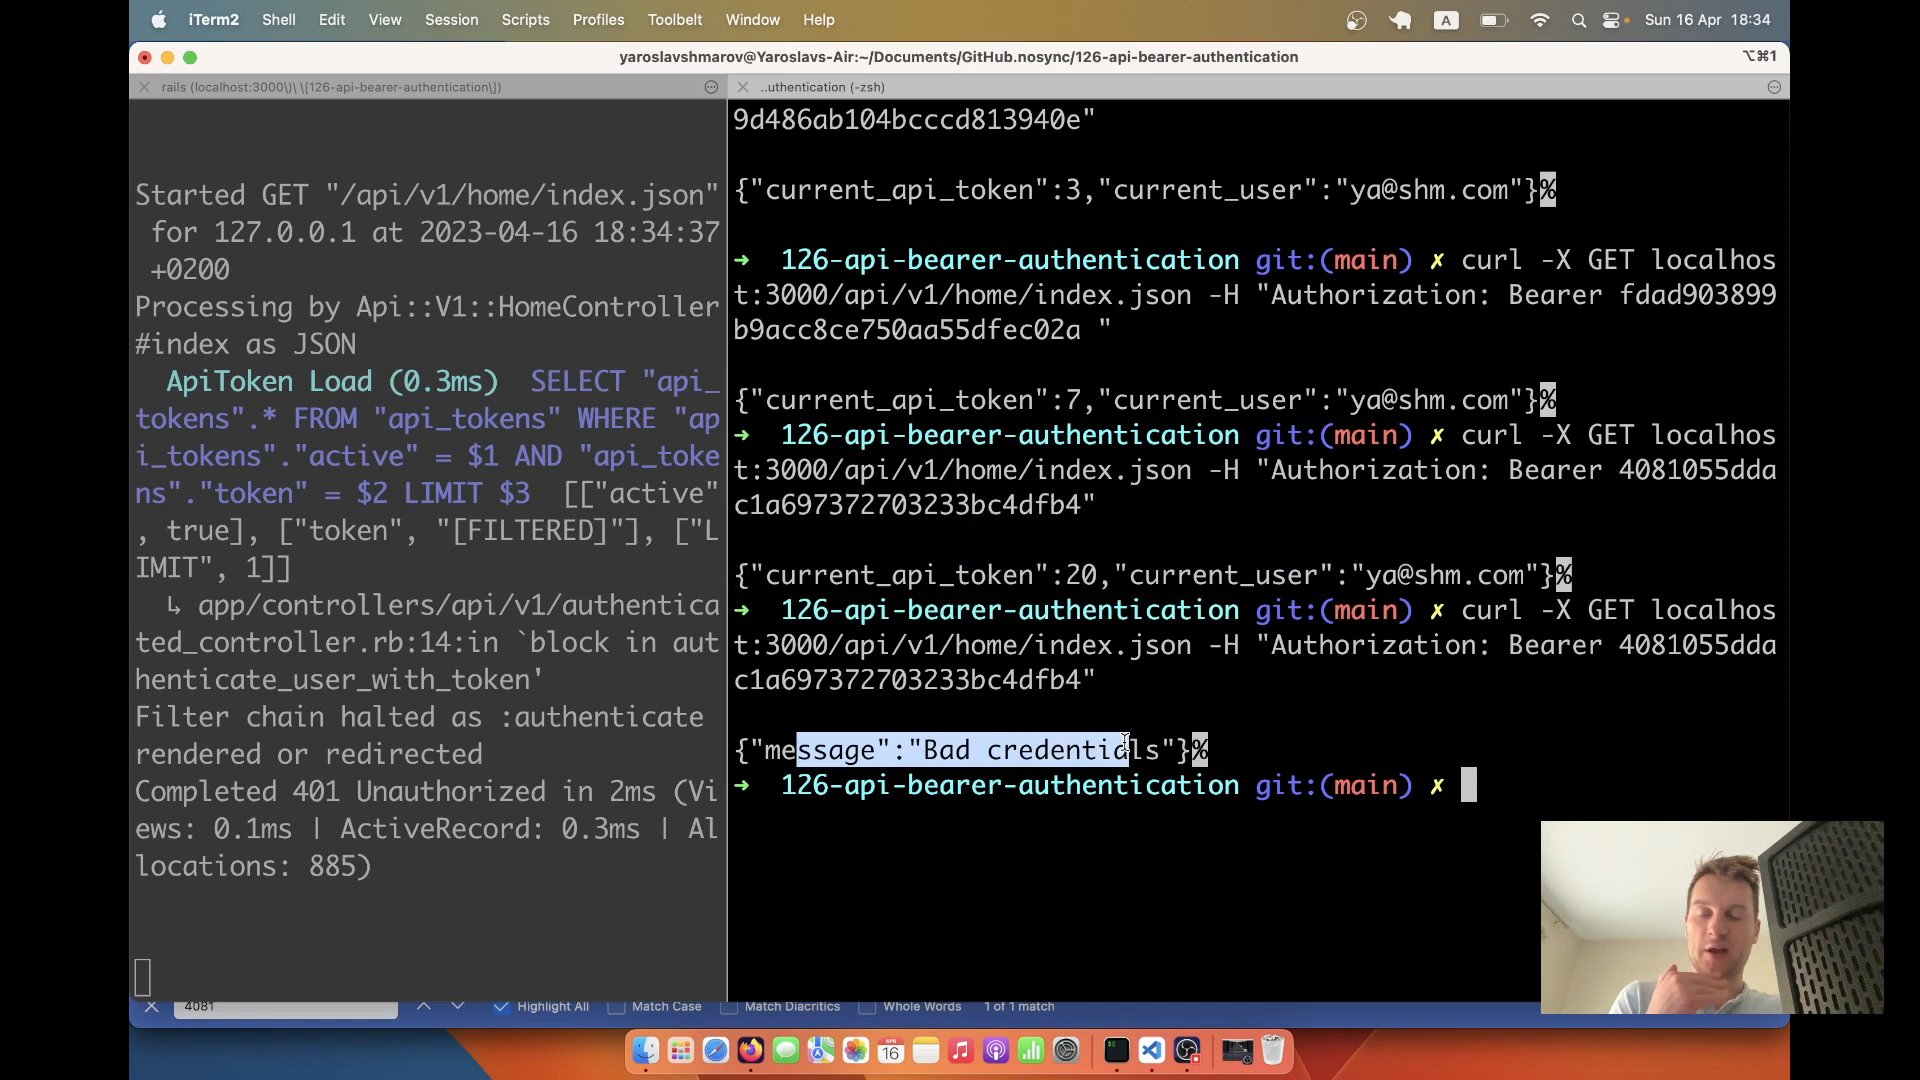 iTerm2 Shell Edit View Session Scripts Profiles Toolbelt Window Help A Sun 16 Apr 18:34
yaroslavshmarov@Yaroslavs-Air:~/Documents/GitHub.nosync/126-api-bearer-authentication ⌥⌘1
rails (localhost:3000\)\ \[126-api-bearer-authentication\])
Started GET "/api/v1/home/index.json"
for 127.0.0.1 at 2023-04-16 18:34:37
+0200
Processing by Api::V1::HomeController
#index as JSON
ApiToken Load (0.3ms) SELECT "api_
tokens".* FROM "api_tokens" WHERE "ap
i_tokens"."active" = $1 AND "api_toke
ns"."token" = $2 LIMIT $3 [["active"
, true], ["token", "[FILTERED]"], ["L
IMIT", 1]]
↳ app/controllers/api/v1/authentica
ted_controller.rb:14:in `block in aut
henticate_user_with_token'
Filter chain halted as :authenticate
rendered or redirected
Completed 401 Unauthorized in 2ms (Vi
ews: 0.1ms | ActiveRecord: 0.3ms | Al
locations: 885)
..uthentication (-zsh)
9d486ab104bcccd813940e"
{"current_api_token":3,"current_user":"ya@shm.com"}%
➜ 126-api-bearer-authentication git:(main) ✗ curl -X GET localhos
t:3000/api/v1/home/index.json -H "Authorization: Bearer fdad903899
b9acc8ce750aa55dfec02a "
{"current_api_token":7,"current_user":"ya@shm.com"}%
➜ 126-api-bearer-authentication git:(main) ✗ curl -X GET localhos
t:3000/api/v1/home/index.json -H "Authorization: Bearer 4081055dda
c1a697372703233bc4dfb4"
{"current_api_token":20,"current_user":"ya@shm.com"}%
➜ 126-api-bearer-authentication git:(main) ✗ curl -X GET localhos
t:3000/api/v1/home/index.json -H "Authorization: Bearer 4081055dda
c1a697372703233bc4dfb4"
{"message":"Bad credentials"}%
➜ 126-api-bearer-authentication git:(main) ✗
4081 Highlight All Match Case Match Diacritics Whole Words 1 of 1 match
APR
16